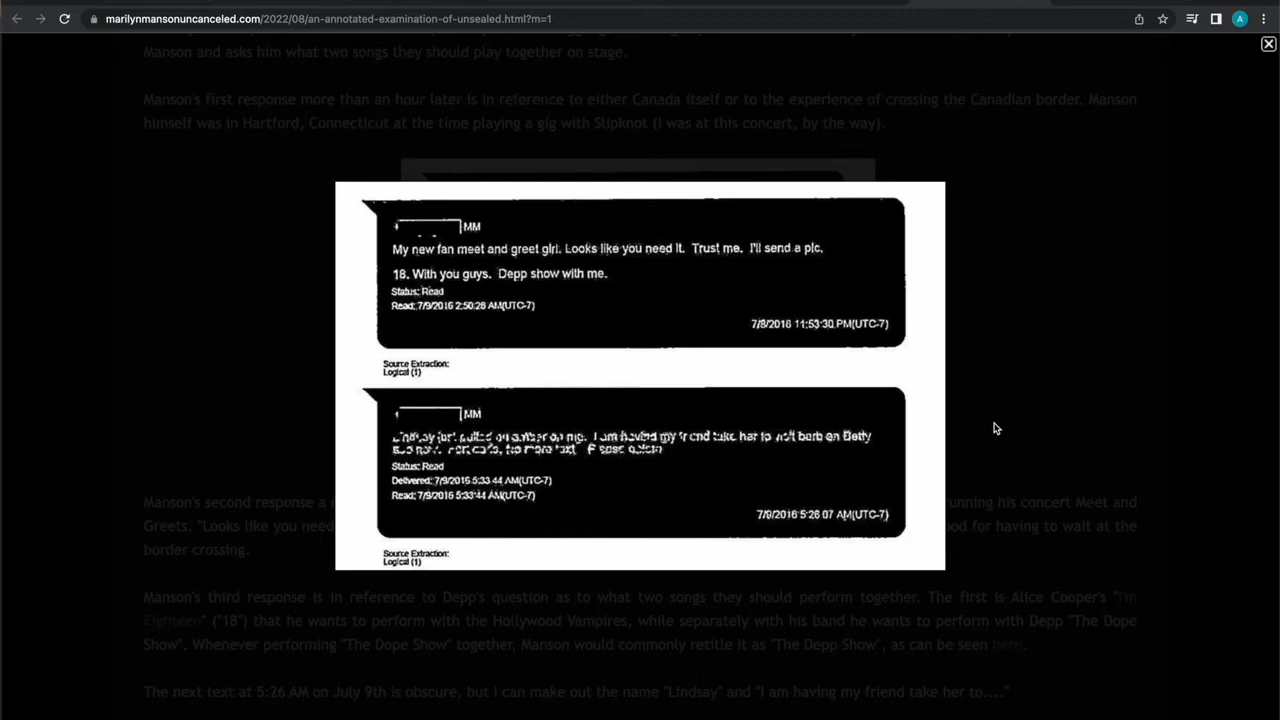 marilynmansonuncanceled.com/2022/08/an-annotated-examination-of-unsealed.html?m=1
A
Manson and asks him what two songs they should play together on stage.
Manson's first response more than an hour later is in reference to either Canada itself or to the experience of crossing the Canadian border. Manson
himself was in Hartford, Connecticut at the time playing a gig with Slipknot (I was at this concert, by the way).
MM
My new fan meet and greet girl. Looks like you need it. Trust me. I'll send a pic.
18. With you guys. Depp show with me.
Status: Read
Read: 7/9/2016 2:50:28 AM(UTC-7)
7/8/2016 11:53:30 PM(UTC-7)
Source Extraction:
Logical (1)
MM
I am having my friend take her to
Status: Read
Delivered: 7/9/2016 5:33:44 AM(UTC-7)
Read: 7/9/2016 5:33:44 AM(UTC-7)
7/9/2016 5:26:07 AM(UTC-7)
Source Extraction:
Logical (1)
Manson's second response a running his concert Meet and
Greets. "Looks like you need for having to wait at the
border crossing.
Manson's third response is in reference to Depp's question as to what two songs they should perform together. The first is Alice Cooper's "I'm
Eighteen" ("18") that he wants to perform with the Hollywood Vampires, while separately with his band he wants to perform with Depp "The Dope
Show". Whenever performing "The Dope Show" together, Manson would commonly retitle it as "The Depp Show", as can be seen here.
The next text at 5:26 AM on July 9th is obscure, but I can make out the name "Lindsay" and "I am having my friend take her to...."